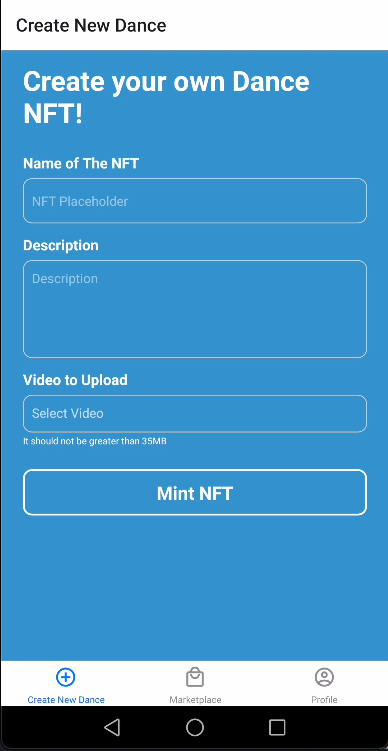 Create New Dance
Create your own Dance
NFT!
Name of The NFT
NFT Placeholder
Description
Description
Video to Upload
Select Video
It should not be greater than 35MB
Mint NFT
Create New Dance
Marketplace
Profile